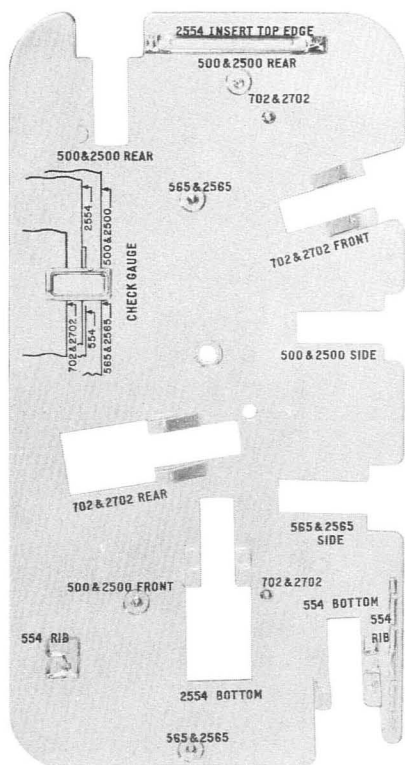 2554 INSERT TOP EDGE
500&2500 REAR
702&2702
500&2500 REAR
565&2565
2554
500&2500
702&2702 FRONT
CHECK GAUGE
702&2702
554
565&2565
500&2500 SIDE
702&2702 REAR
565&2565
SIDE
500&2500 FRONT
702&2702
554 BOTTOM
554 RIB
554
RIB
2554 BOTTOM
565&2565